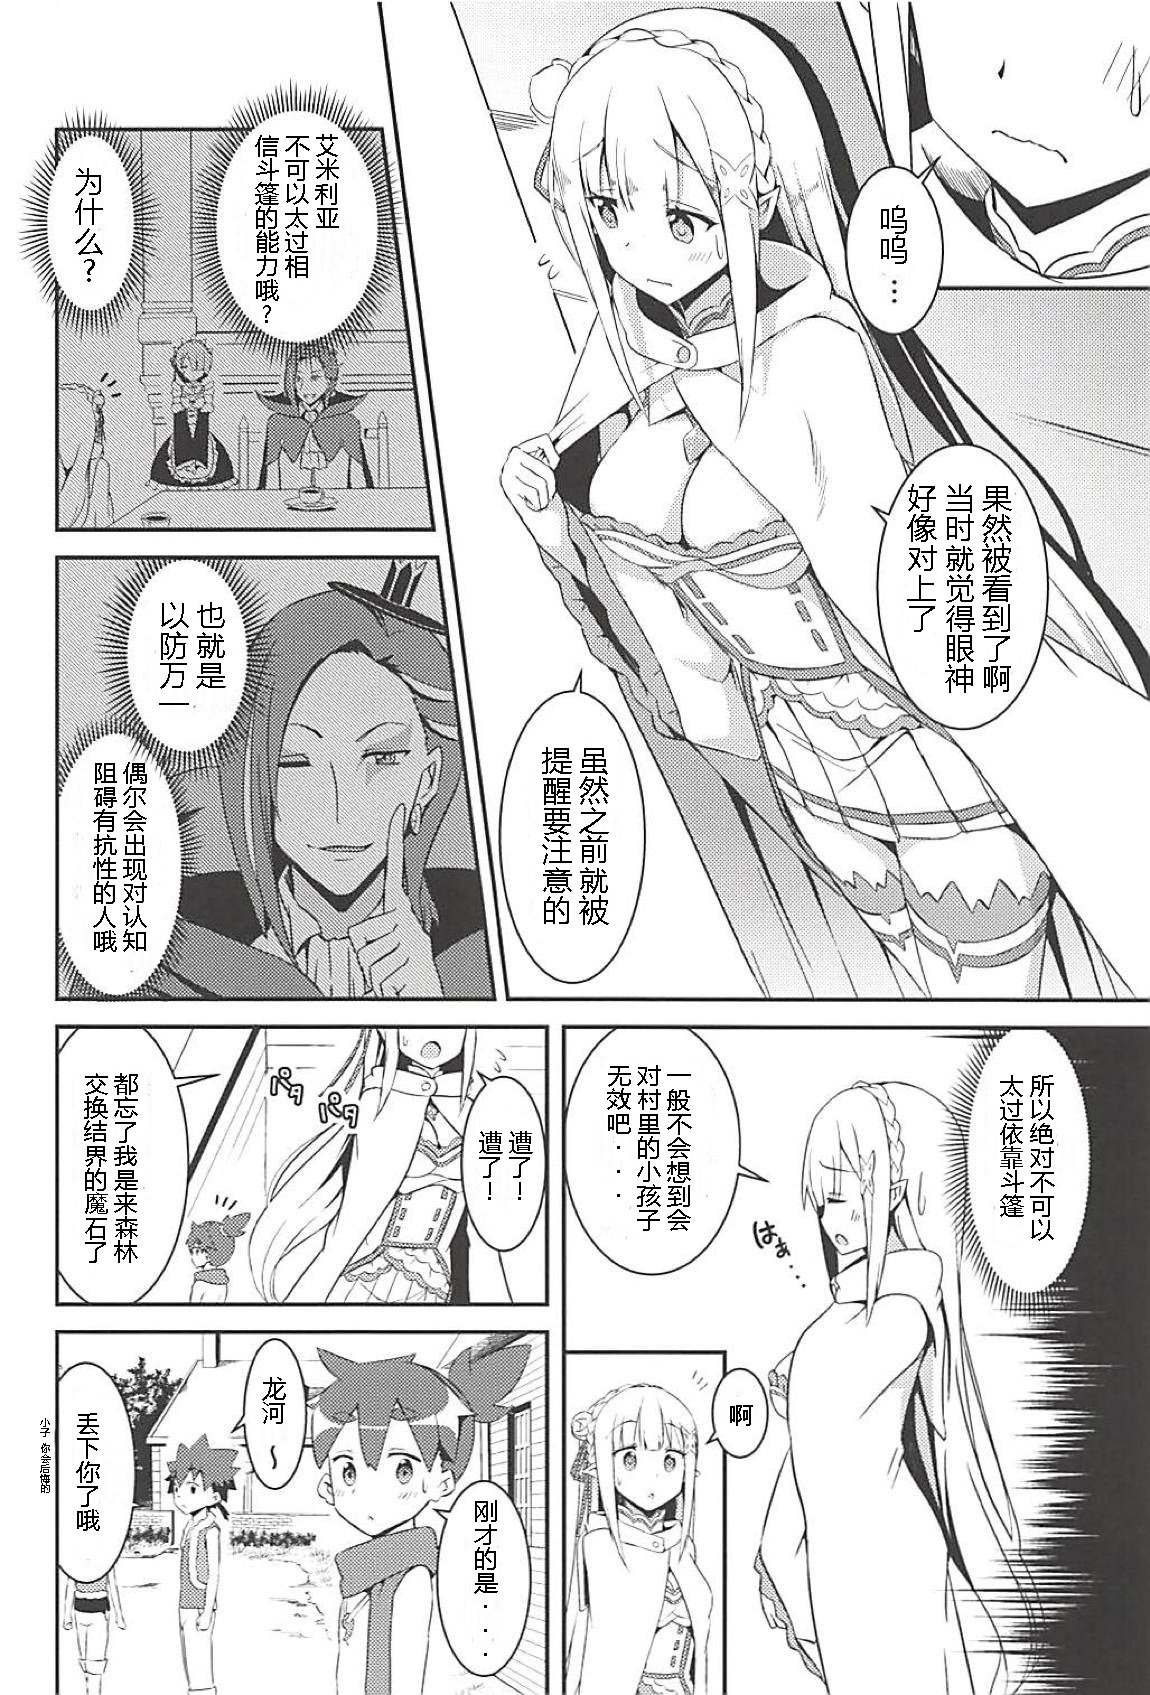 呜呜
…
果然被看到了啊
当时就觉得眼神
好像对上了
虽然之前就被
提醒要注意的
艾米利亚
不可以太过相
信斗篷的能力哦？
为什么？
也就是
以防万一
偶尔会出现对认知
阻碍有抗性的人哦
所以绝对不可以
太过依靠斗篷
はぁ、、、
一般不会想到会
对村里的小孩子
无效吧．．．
啊
遭了！
遭了！
パタ
パタ
都忘了我是来森林
交换结界的魔石了
刚才的是．．．
龙河
～
丢下你了哦
小子 你会后悔的